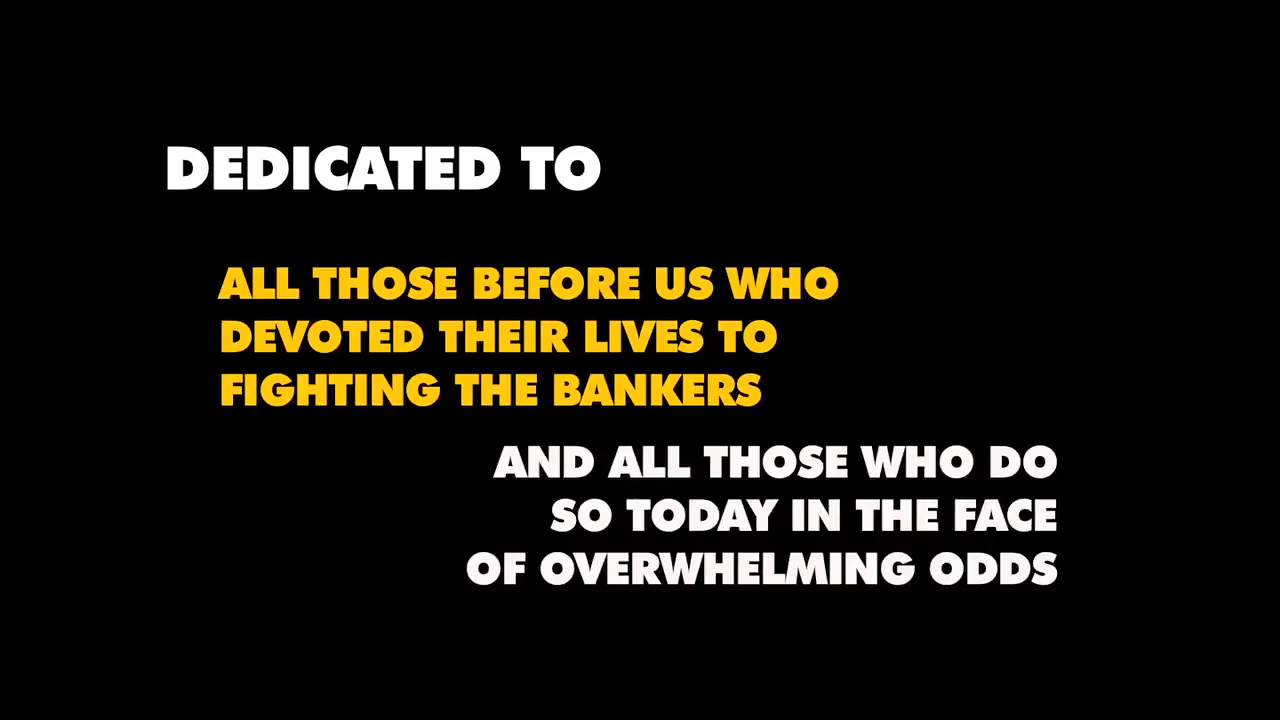 DEDICATED TO
ALL THOSE BEFORE US WHO
DEVOTED THEIR LIVES TO
FIGHTING THE BANKERS
AND ALL THOSE WHO DO
SO TODAY IN THE FACE
OF OVERWHELMING ODDS